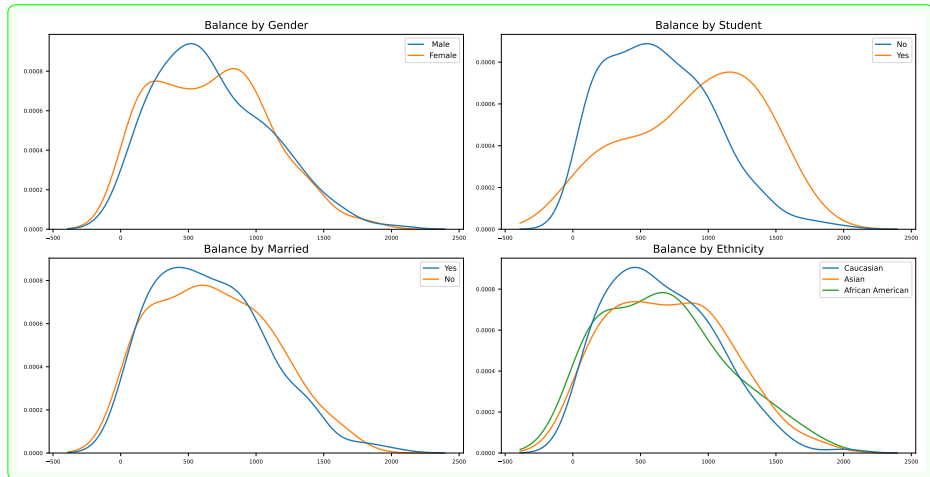 Balance by Gender
Male
Female
0.0008
0.0006
0.0004
0.0002
0.0000
−500 0 500 1000 1500 2000 2500
Balance by Student
No
Yes
0.0008
0.0006
0.0004
0.0002
0.0000
−500 0 500 1000 1500 2000 2500
Balance by Married
Yes
No
0.0008
0.0006
0.0004
0.0002
0.0000
−500 0 500 1000 1500 2000 2500
Balance by Ethnicity
Caucasian
Asian
African American
0.0008
0.0006
0.0004
0.0002
0.0000
−500 0 500 1000 1500 2000 2500